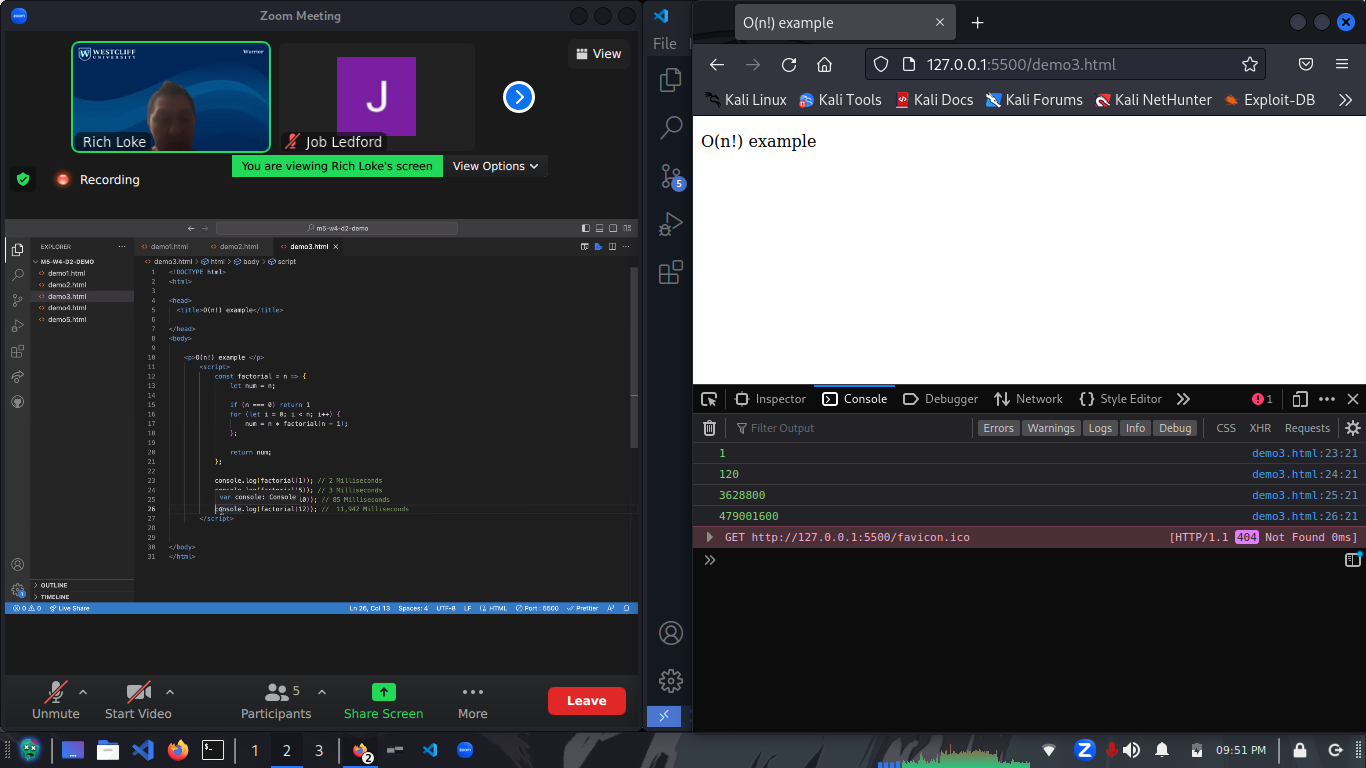 Zoom Meeting
WESTCLIFF
UNIVERSITY
Warrior
Rich Loke
J
Job Ledford
View
You are viewing Rich Loke's screen
View Options
Recording
m5-w4-d2-demo
EXPLORER
demo1.html
demo2.html
demo3.html
M5-W4-D2-DEMO
demo1.html
demo2.html
demo3.html
demo4.html
demo5.html
demo3.html > html > body > script
1 <!DOCTYPE html>
2 <html>
3
4 <head>
5 <title>O(n!) example</title>
6
7 </head>
8 <body>
9
10 <p>O(n!) example </p>
11 <script>
12 const factorial = n => {
13 let num = n;
14
15 if (n === 0) return 1
16 for (let i = 0; i < n; i++) {
17 num = n * factorial(n - 1);
18 };
19
20 return num;
21 };
22
23 console.log(factorial(1)); // 2 Milliseconds
24 console.log(factorial(5)); // 3 Milliseconds
var console: Console
25 0)); // 85 Milliseconds
26 console.log(factorial(12)); // 11,942 Milliseconds
27 </script>
28
29
30 </body>
31 </html>
OUTLINE
TIMELINE
1
0 0 Live Share
Ln 26, Col 13 Spaces: 4 UTF-8 LF HTML Port : 5500 Prettier
Unmute
Start Video
5
Participants
Share Screen
More
Leave
File
5
O(n!) example
127.0.0.1:5500/demo3.html
Kali Linux Kali Tools Kali Docs Kali Forums Kali NetHunter Exploit-DB
O(n!) example
Inspector Console Debugger Network Style Editor 1
Filter Output Errors Warnings Logs Info Debug CSS XHR Requests
1 demo3.html:23:21
120 demo3.html:24:21
3628800 demo3.html:25:21
479001600 demo3.html:26:21
GET http://127.0.0.1:5500/favicon.ico [HTTP/1.1 404 Not Found 0ms]
1 2 3
2
zoom
Z
09:51 PM